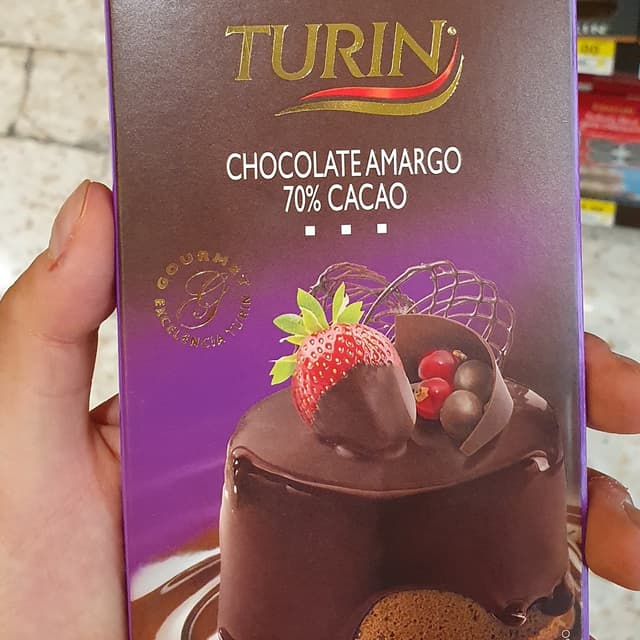 TURIN
CHOCOLATE AMARGO
70% CACAO
GOURMET
G
EXCELENCIA TURIN